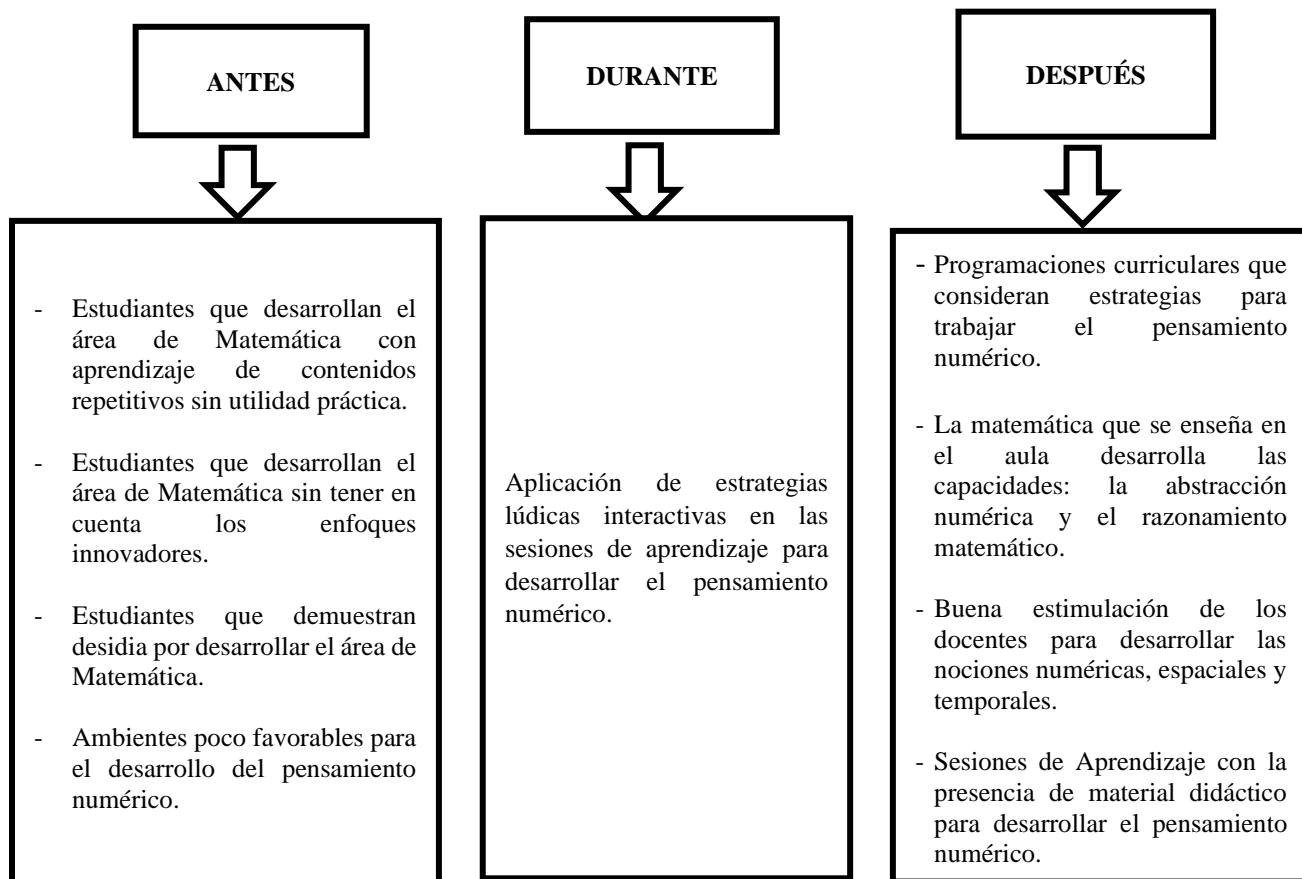 ANTES
- Estudiantes que desarrollan el
área de Matemática con
aprendizaje de contenidos
repetitivos sin utilidad práctica.
- Estudiantes que desarrollan el
área de Matemática sin tener en
cuenta los enfoques
innovadores.
- Estudiantes que demuestran
desidia por desarrollar el área de
Matemática.
- Ambientes poco favorables para
el desarrollo del pensamiento
numérico.
DURANTE
Aplicación de estrategias
lúdicas interactivas en las
sesiones de aprendizaje para
desarrollar el pensamiento
numérico.
DESPUÉS
- Programaciones curriculares que
consideran estrategias para
trabajar el pensamiento
numérico.
- La matemática que se enseña en
el aula desarrolla las
capacidades: la abstracción
numérica y el razonamiento
matemático.
- Buena estimulación de los
docentes para desarrollar las
nociones numéricas, espaciales y
temporales.
- Sesiones de Aprendizaje con la
presencia de material didáctico
para desarrollar el pensamiento
numérico.